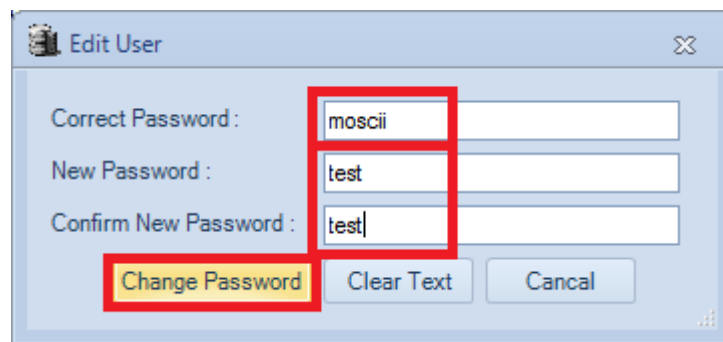 Edit User
Correct Password : moscii
New Password : test
Confirm New Password : test
Change Password Clear Text Cancal